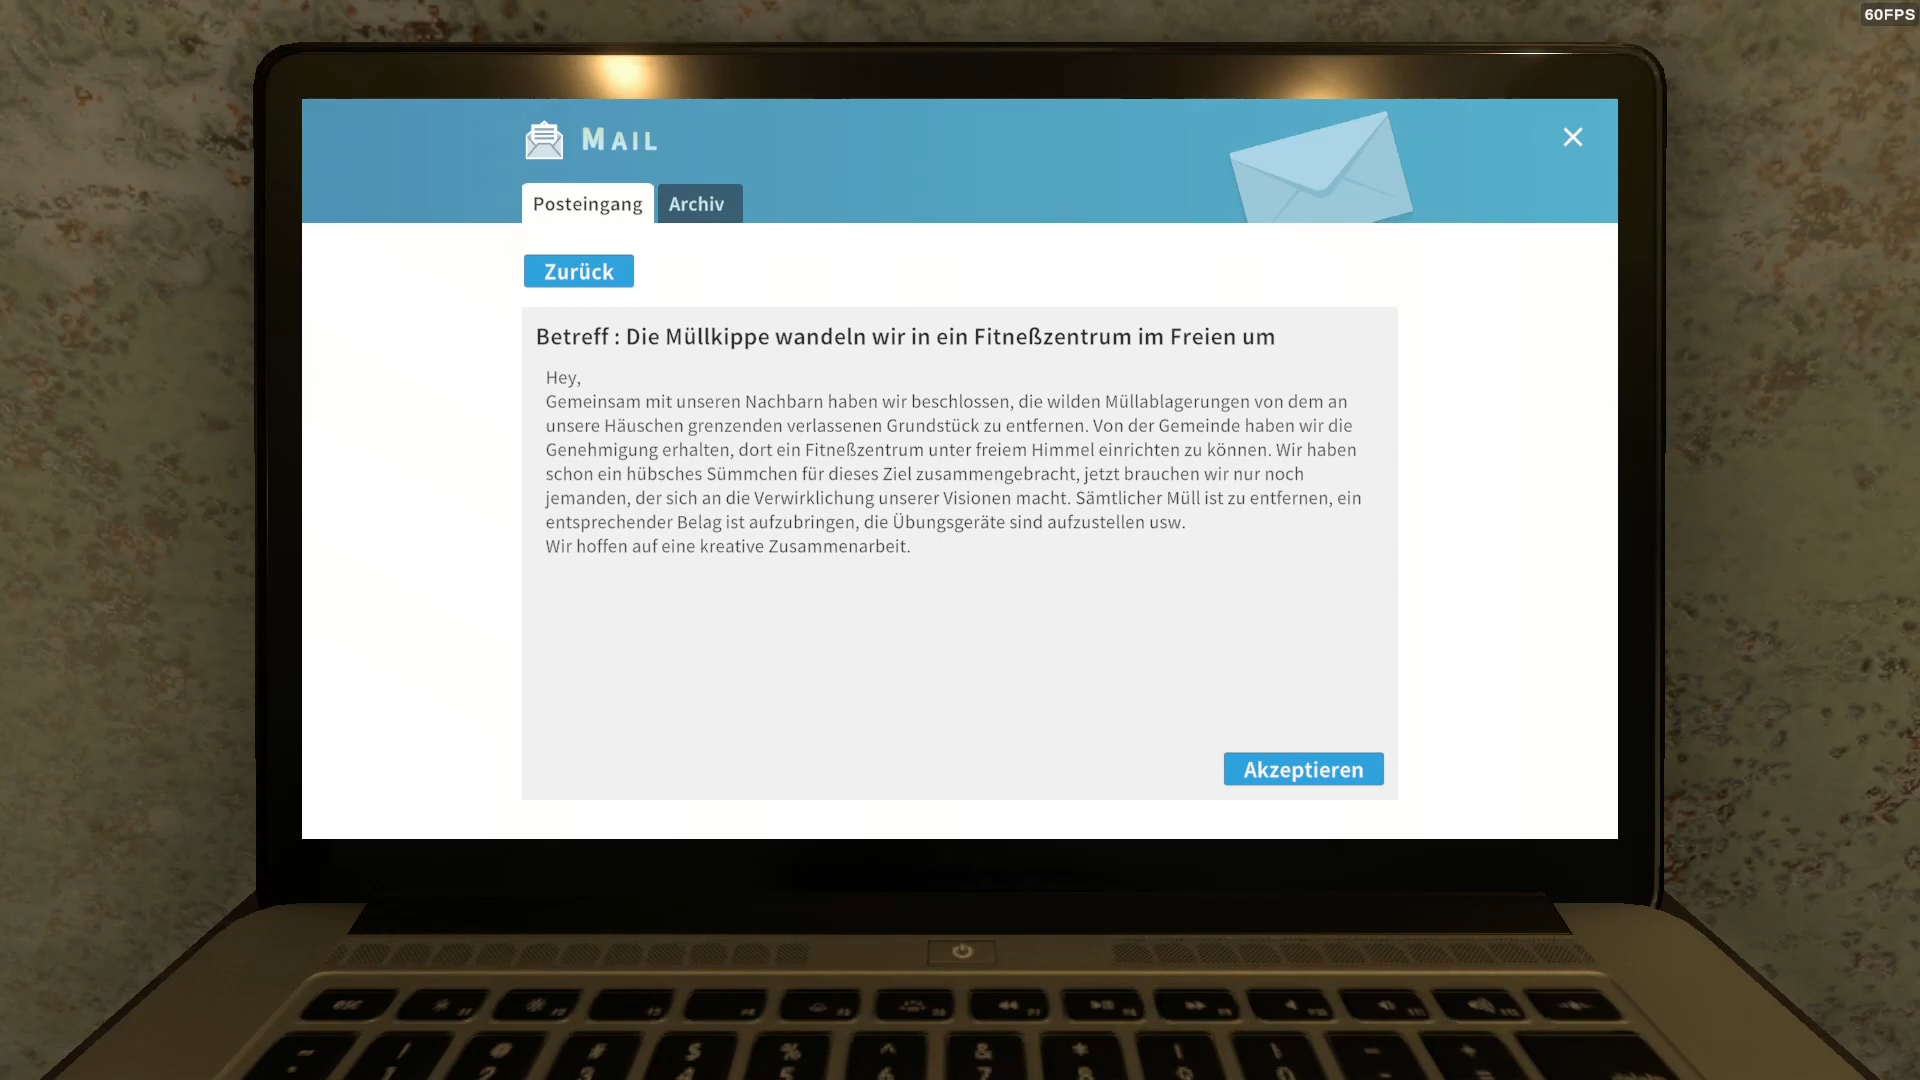 60FPS
MAIL
Posteingang
Archiv
Zurück
Betreff : Die Müllkippe wandeln wir in ein Fitneßzentrum im Freien um
Hey,
Gemeinsam mit unseren Nachbarn haben wir beschlossen, die wilden Müllablagerungen von dem an
unsere Häuschen grenzenden verlassenen Grundstück zu entfernen. Von der Gemeinde haben wir die
Genehmigung erhalten, dort ein Fitneßzentrum unter freiem Himmel einrichten zu können. Wir haben
schon ein hübsches Sümmchen für dieses Ziel zusammengebracht, jetzt brauchen wir nur noch
jemanden, der sich an die Verwirklichung unserer Visionen macht. Sämtlicher Müll ist zu entfernen, ein
entsprechender Belag ist aufzubringen, die Übungsgeräte sind aufzustellen usw.
Wir hoffen auf eine kreative Zusammenarbeit.
Akzeptieren
esc